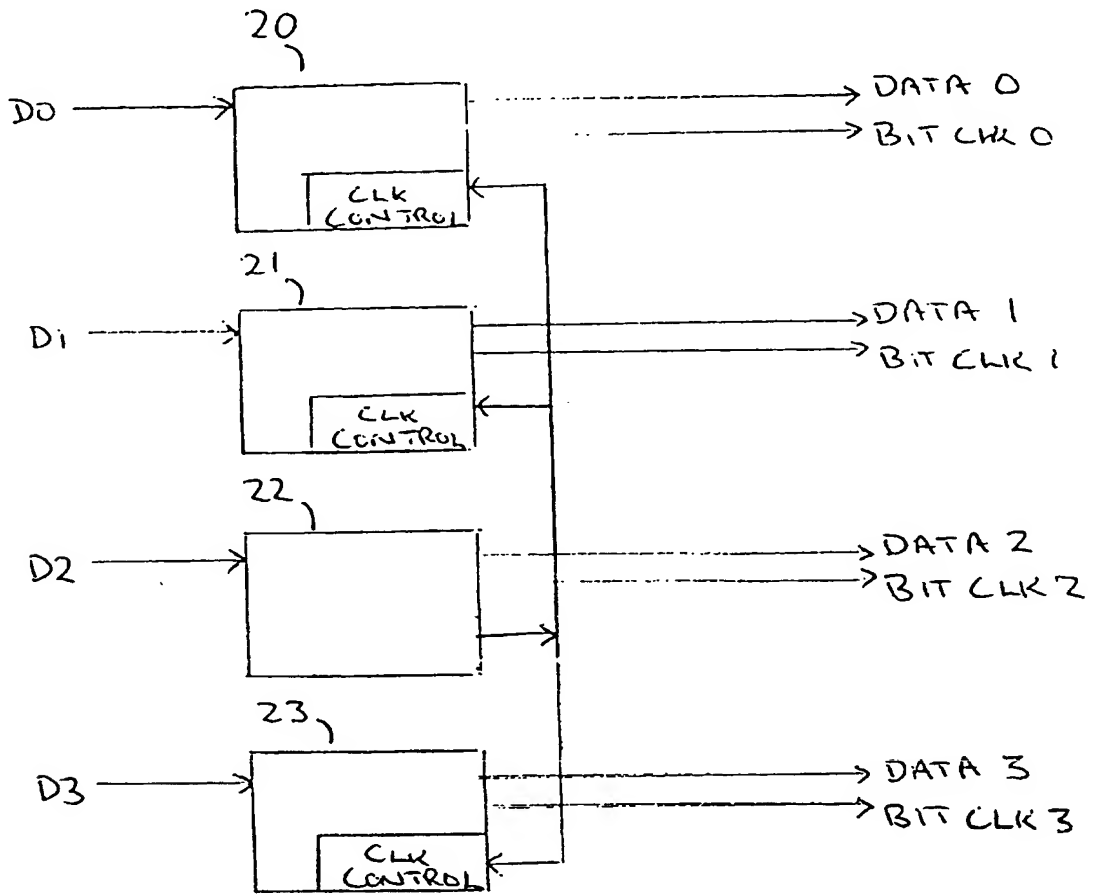 20
D0
DATA 0
BIT CLK 0
CLK
CONTROL
21
D1
DATA 1
BIT CLK 1
CLK
CONTROL
22
D2
DATA 2
BIT CLK 2
23
D3
DATA 3
BIT CLK 3
CLK
CONTROL